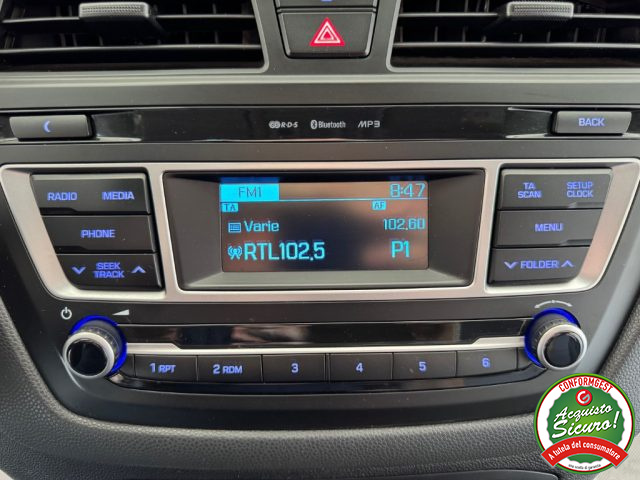 R·D·S Bluetooth MP3
BACK
RADIO MEDIA
TA SCAN
SETUP CLOCK
PHONE
MENU
SEEK TRACK
FOLDER
FM1 8:47
TA AF
Varie 102.60
RTL102.5 P1
1 RPT 2 RDM 3 4 5 6
CONFORMGEST
Acquisto
Sicuro!
A tutela del consumatore